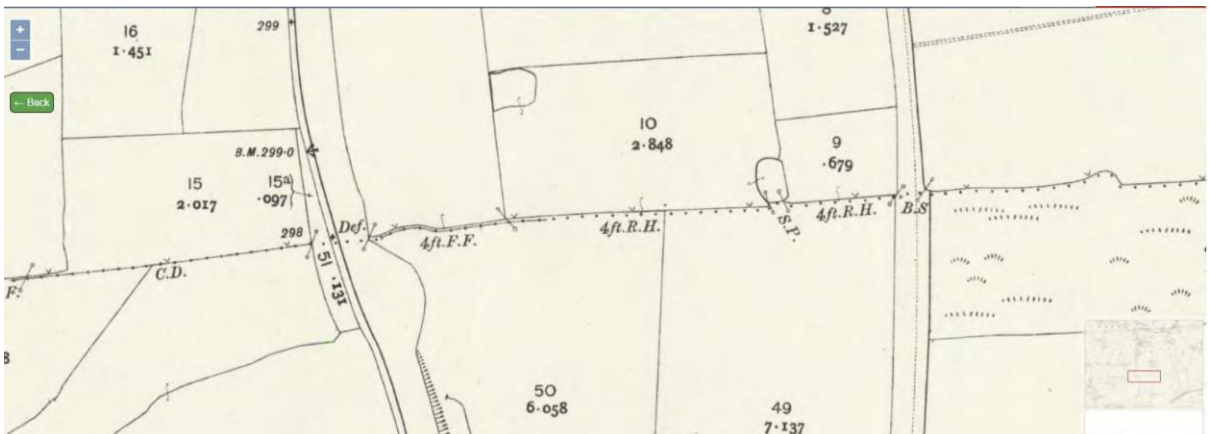 +
−
← Back
16
1·451
299
1·527
B.M.299·0
10
2·848
9
·679
15
2·017
15a
·097
298
Def.
4ft.F.F.
4ft.R.H.
S.P.
4ft.R.H.
B.S
F.
C.D.
51 ·131
8
50
6·058
49
7·137